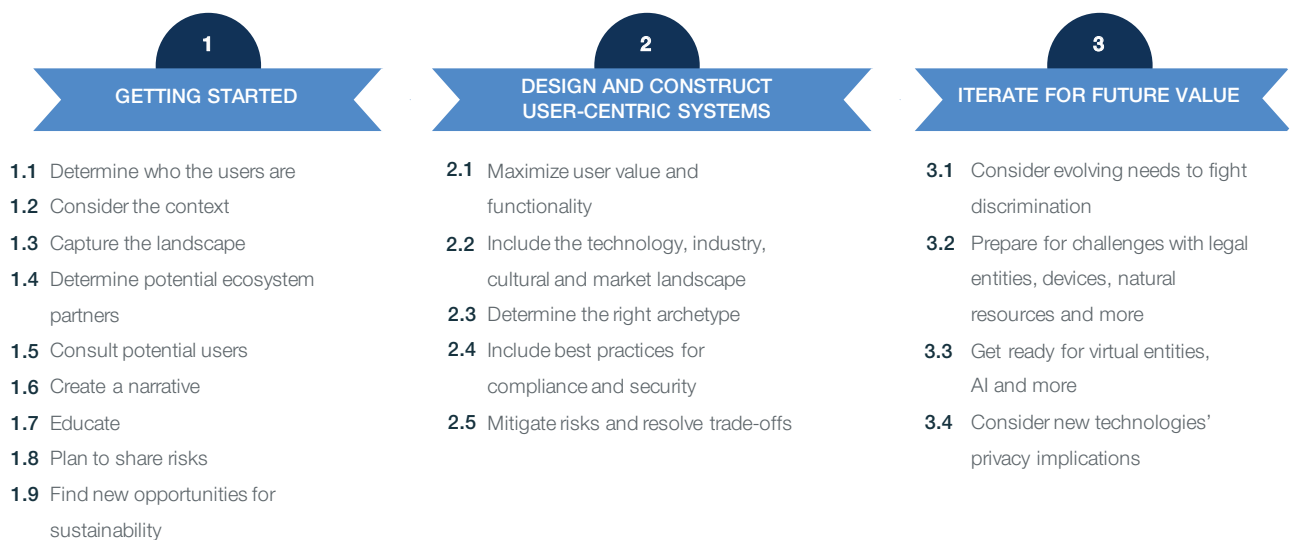 1
GETTING STARTED
1.1 Determine who the users are
1.2 Consider the context
1.3 Capture the landscape
1.4 Determine potential ecosystem
partners
1.5 Consult potential users
1.6 Create a narrative
1.7 Educate
1.8 Plan to share risks
1.9 Find new opportunities for
sustainability
2
DESIGN AND CONSTRUCT
USER-CENTRIC SYSTEMS
2.1 Maximize user value and
functionality
2.2 Include the technology, industry,
cultural and market landscape
2.3 Determine the right archetype
2.4 Include best practices for
compliance and security
2.5 Mitigate risks and resolve trade-offs
3
ITERATE FOR FUTURE VALUE
3.1 Consider evolving needs to fight
discrimination
3.2 Prepare for challenges with legal
entities, devices, natural
resources and more
3.3 Get ready for virtual entities,
AI and more
3.4 Consider new technologies’
privacy implications